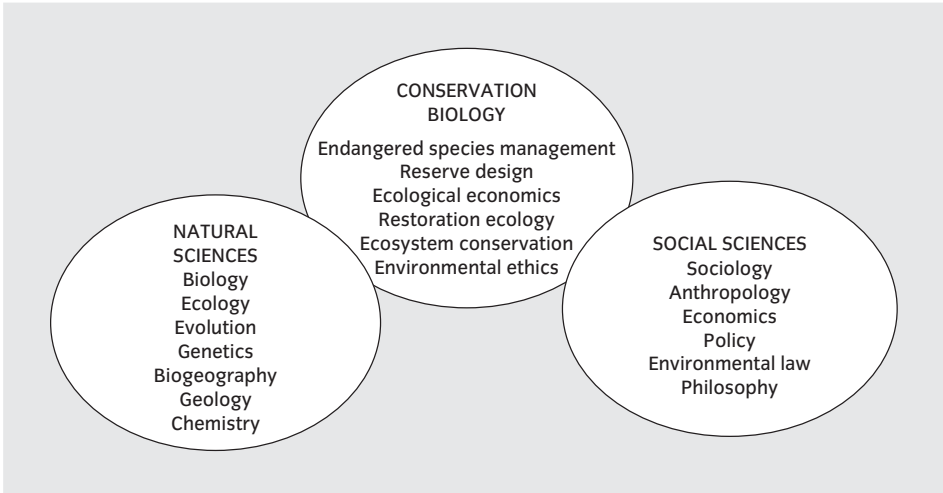 CONSERVATION
BIOLOGY
Endangered species management
Reserve design
Ecological economics
Restoration ecology
Ecosystem conservation
Environmental ethics
NATURAL
SCIENCES
Biology
Ecology
Evolution
Genetics
Biogeography
Geology
Chemistry
SOCIAL SCIENCES
Sociology
Anthropology
Economics
Policy
Environmental law
Philosophy